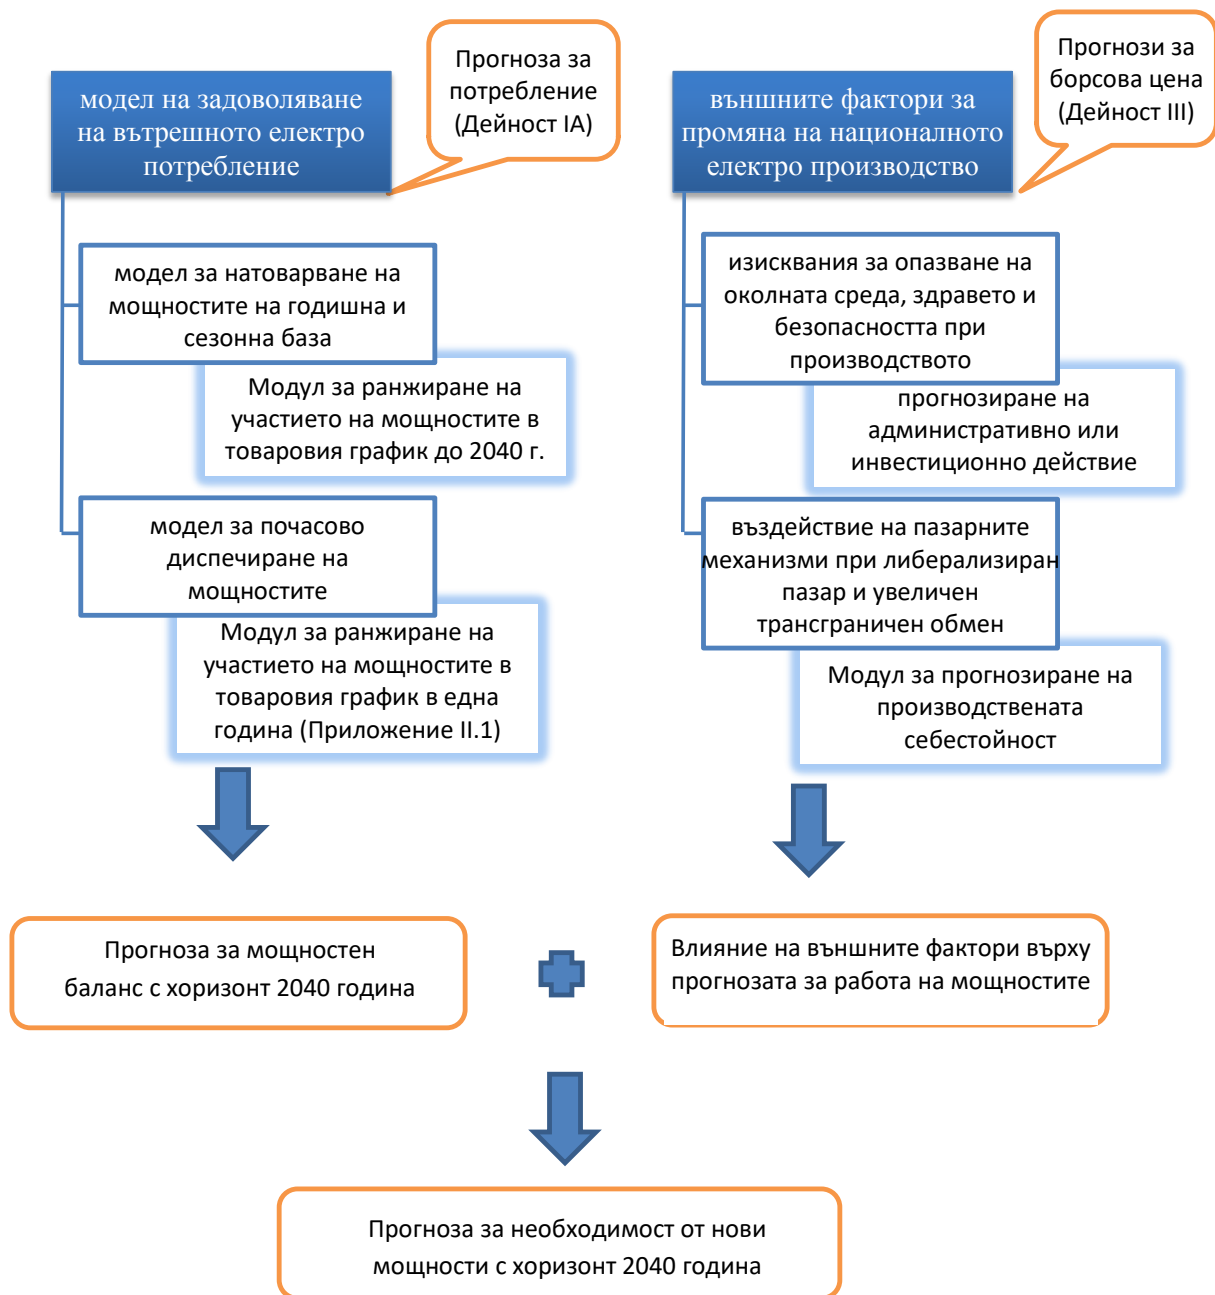 модел на задоволяване
на вътрешното електро
потребление
Прогноза за
потребление
(Дейност IА)
модел за натоварване на
мощностите на годишна и
сезонна база
Модул за ранжиране на
участието на мощностите в
товаровия график до 2040 г.
модел за почасово
диспечиране на
мощностите
Модул за ранжиране на
участието на мощностите в
товаровия график в една
година (Приложение II.1)
външните фактори за
промяна на националното
електро производство
Прогнози за
борсова цена
(Дейност III)
изисквания за опазване на
околната среда, здравето и
безопасността при
производството
прогнозиране на
административно или
инвестиционно действие
въздействие на пазарните
механизми при либерализиран
пазар и увеличен
трансграничен обмен
Модул за прогнозиране на
производствената
себестойност
Прогноза за мощностен
баланс с хоризонт 2040 година
Влияние на външните фактори върху
прогнозата за работа на мощностите
Прогноза за необходимост от нови
мощности с хоризонт 2040 година